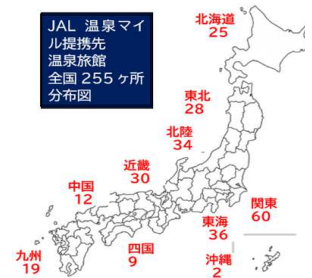 JAL 温泉マイ
ル提携先
温泉旅館
全国255ヶ所
分布図
北海道
25
東北
28
北陸
34
近畿
30
中国
12
関東
60
東海
36
四国
9
九州
19
沖縄
2